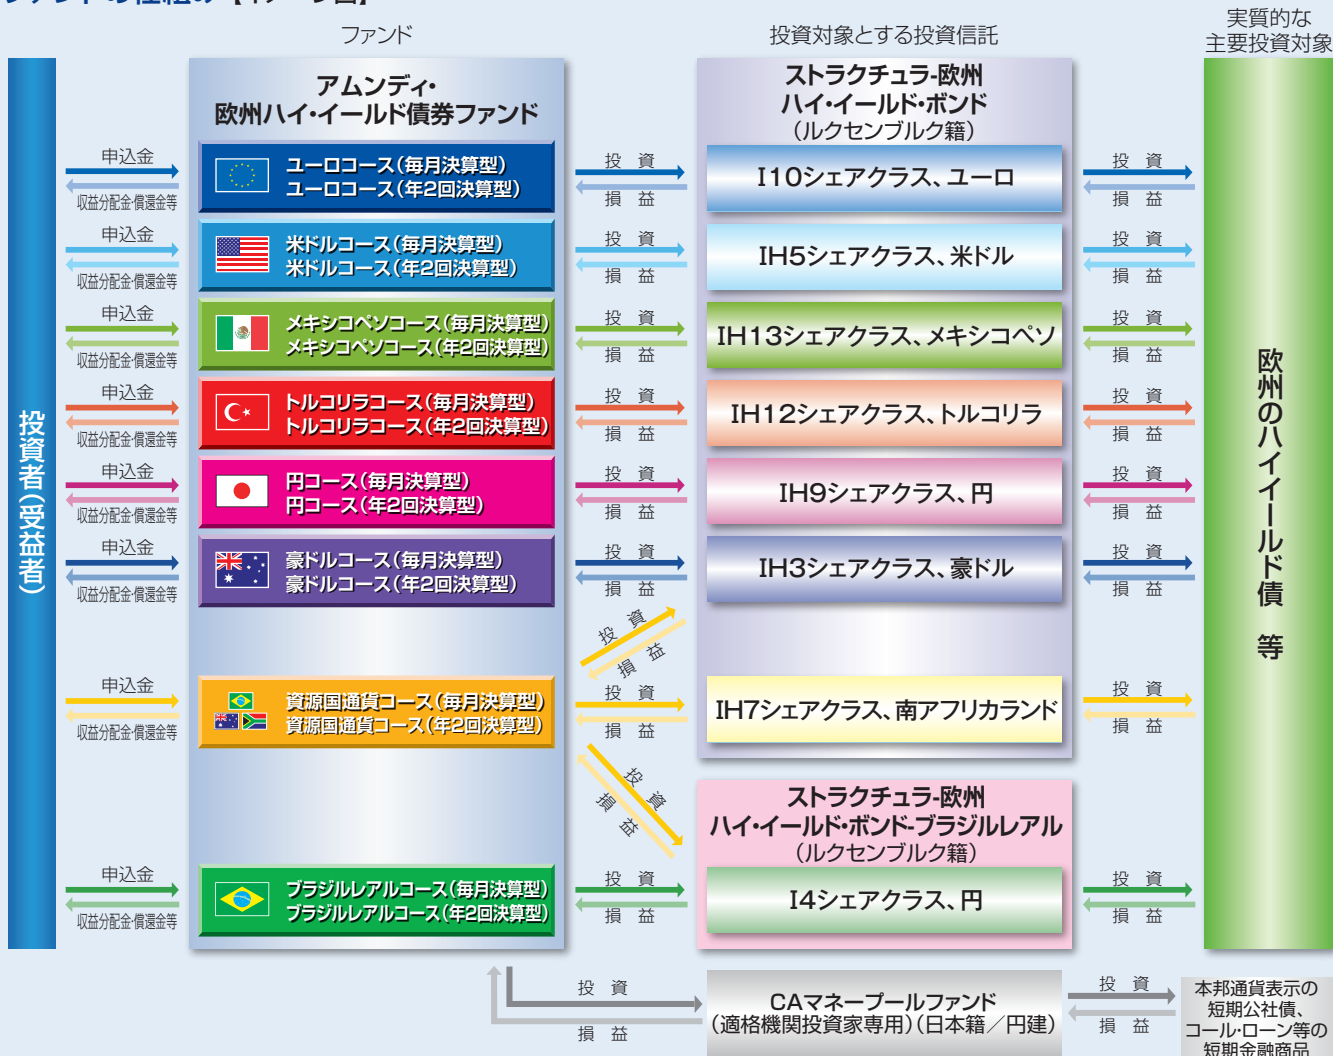 ファンド
投資対象とする投資信託
実質的な
主要投資対象
投資者(受益者)
アムンディ・
欧州ハイ・イールド債券ファンド
ストラクチュラ-欧州
ハイ・イールド・ボンド
(ルクセンブルク籍)
欧州のハイイールド債 等
申込金
収益分配金・償還金等
ユーロコース(毎月決算型)
ユーロコース(年2回決算型)
投 資
損 益
I10シェアクラス、ユーロ
投 資
損 益
申込金
収益分配金・償還金等
米ドルコース(毎月決算型)
米ドルコース(年2回決算型)
投 資
損 益
IH5シェアクラス、米ドル
投 資
損 益
申込金
収益分配金・償還金等
メキシコペソコース(毎月決算型)
メキシコペソコース(年2回決算型)
投 資
損 益
IH13シェアクラス、メキシコペソ
投 資
損 益
申込金
収益分配金・償還金等
トルコリラコース(毎月決算型)
トルコリラコース(年2回決算型)
投 資
損 益
IH12シェアクラス、トルコリラ
投 資
損 益
申込金
収益分配金・償還金等
円コース(毎月決算型)
円コース(年2回決算型)
投 資
損 益
IH9シェアクラス、円
投 資
損 益
申込金
収益分配金・償還金等
豪ドルコース(毎月決算型)
豪ドルコース(年2回決算型)
投 資
損 益
IH3シェアクラス、豪ドル
投 資
損 益
投 資
損 益
申込金
収益分配金・償還金等
資源国通貨コース(毎月決算型)
資源国通貨コース(年2回決算型)
投 資
損 益
IH7シェアクラス、南アフリカランド
投 資
損 益
投 資
損 益
ストラクチュラ-欧州
ハイ・イールド・ボンド-ブラジルレアル
(ルクセンブルク籍)
申込金
収益分配金・償還金等
ブラジルレアルコース(毎月決算型)
ブラジルレアルコース(年2回決算型)
投 資
損 益
I4シェアクラス、円
投 資
損 益
投 資
損 益
CAマネープールファンド
(適格機関投資家専用)(日本籍/円建)
投 資
損 益
本邦通貨表示の
短期公社債、
コール・ローン等の
短期金融商品